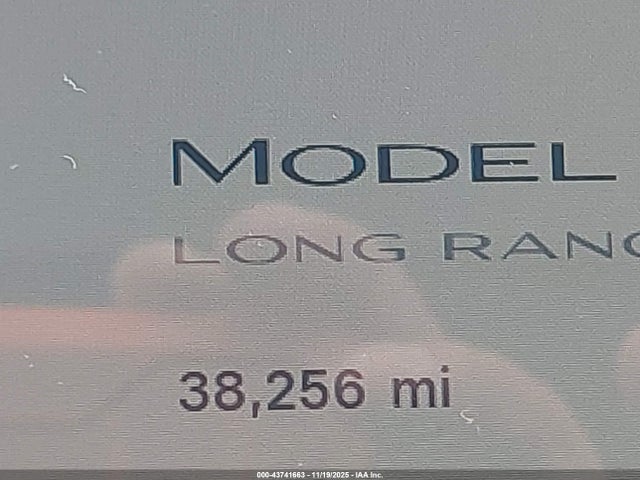 MODEL
LONG RANG
38,256 mi
000-43741663 - 11/19/2025 - IAA Inc.